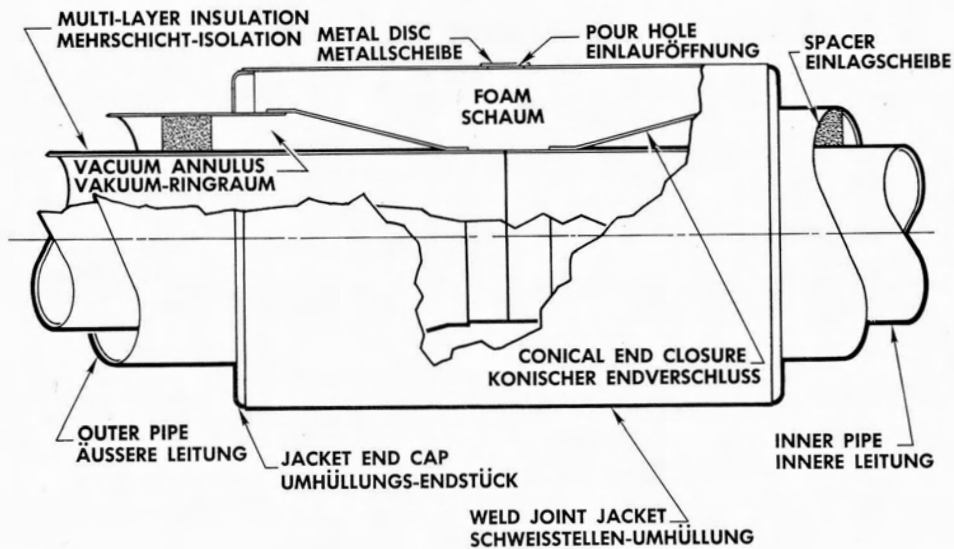 MULTI-LAYER INSULATION
MEHRSCHICHT-ISOLATION
METAL DISC
METALLSCHEIBE
POUR HOLE
EINLAUFÖFFNUNG
SPACER
EINLAGSCHEIBE
FOAM
SCHAUM
VACUUM ANNULUS
VAKUUM-RINGRAUM
CONICAL END CLOSURE
KONISCHER ENDVERSCHLUSS
OUTER PIPE
ÄUSSERE LEITUNG
JACKET END CAP
UMHÜLLUNGS-ENDSTÜCK
INNER PIPE
INNERE LEITUNG
WELD JOINT JACKET
SCHWEISSTELLEN-UMHÜLLUNG